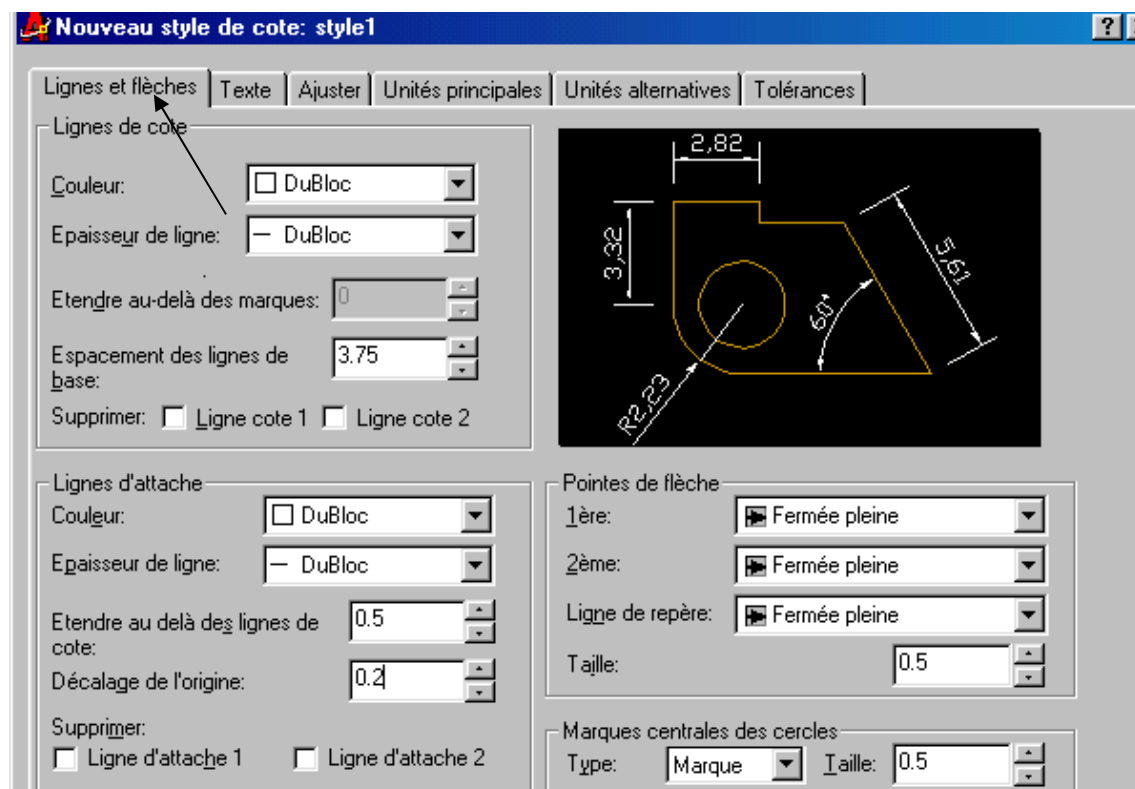 Nouveau style de cote: style1
Lignes et flèches Texte Ajuster Unités principales Unités alternatives Tolérances
Lignes de cote
Couleur: DuBloc
Epaisseur de ligne: DuBloc
Etendre au-delà des marques: 0
Espacement des lignes de base: 3.75
Supprimer: Ligne cote 1 Ligne cote 2
2,82
3,32
5,61
60°
R2,23
Lignes d'attache
Couleur: DuBloc
Epaisseur de ligne: DuBloc
Etendre au delà des lignes de cote: 0.5
Décalage de l'origine: 0.2
Supprimer:
Ligne d'attache 1 Ligne d'attache 2
Pointes de flèche
1ère: Fermée pleine
2ème: Fermée pleine
Ligne de repère: Fermée pleine
Taille: 0.5
Marques centrales des cercles
Type: Marque Taille: 0.5